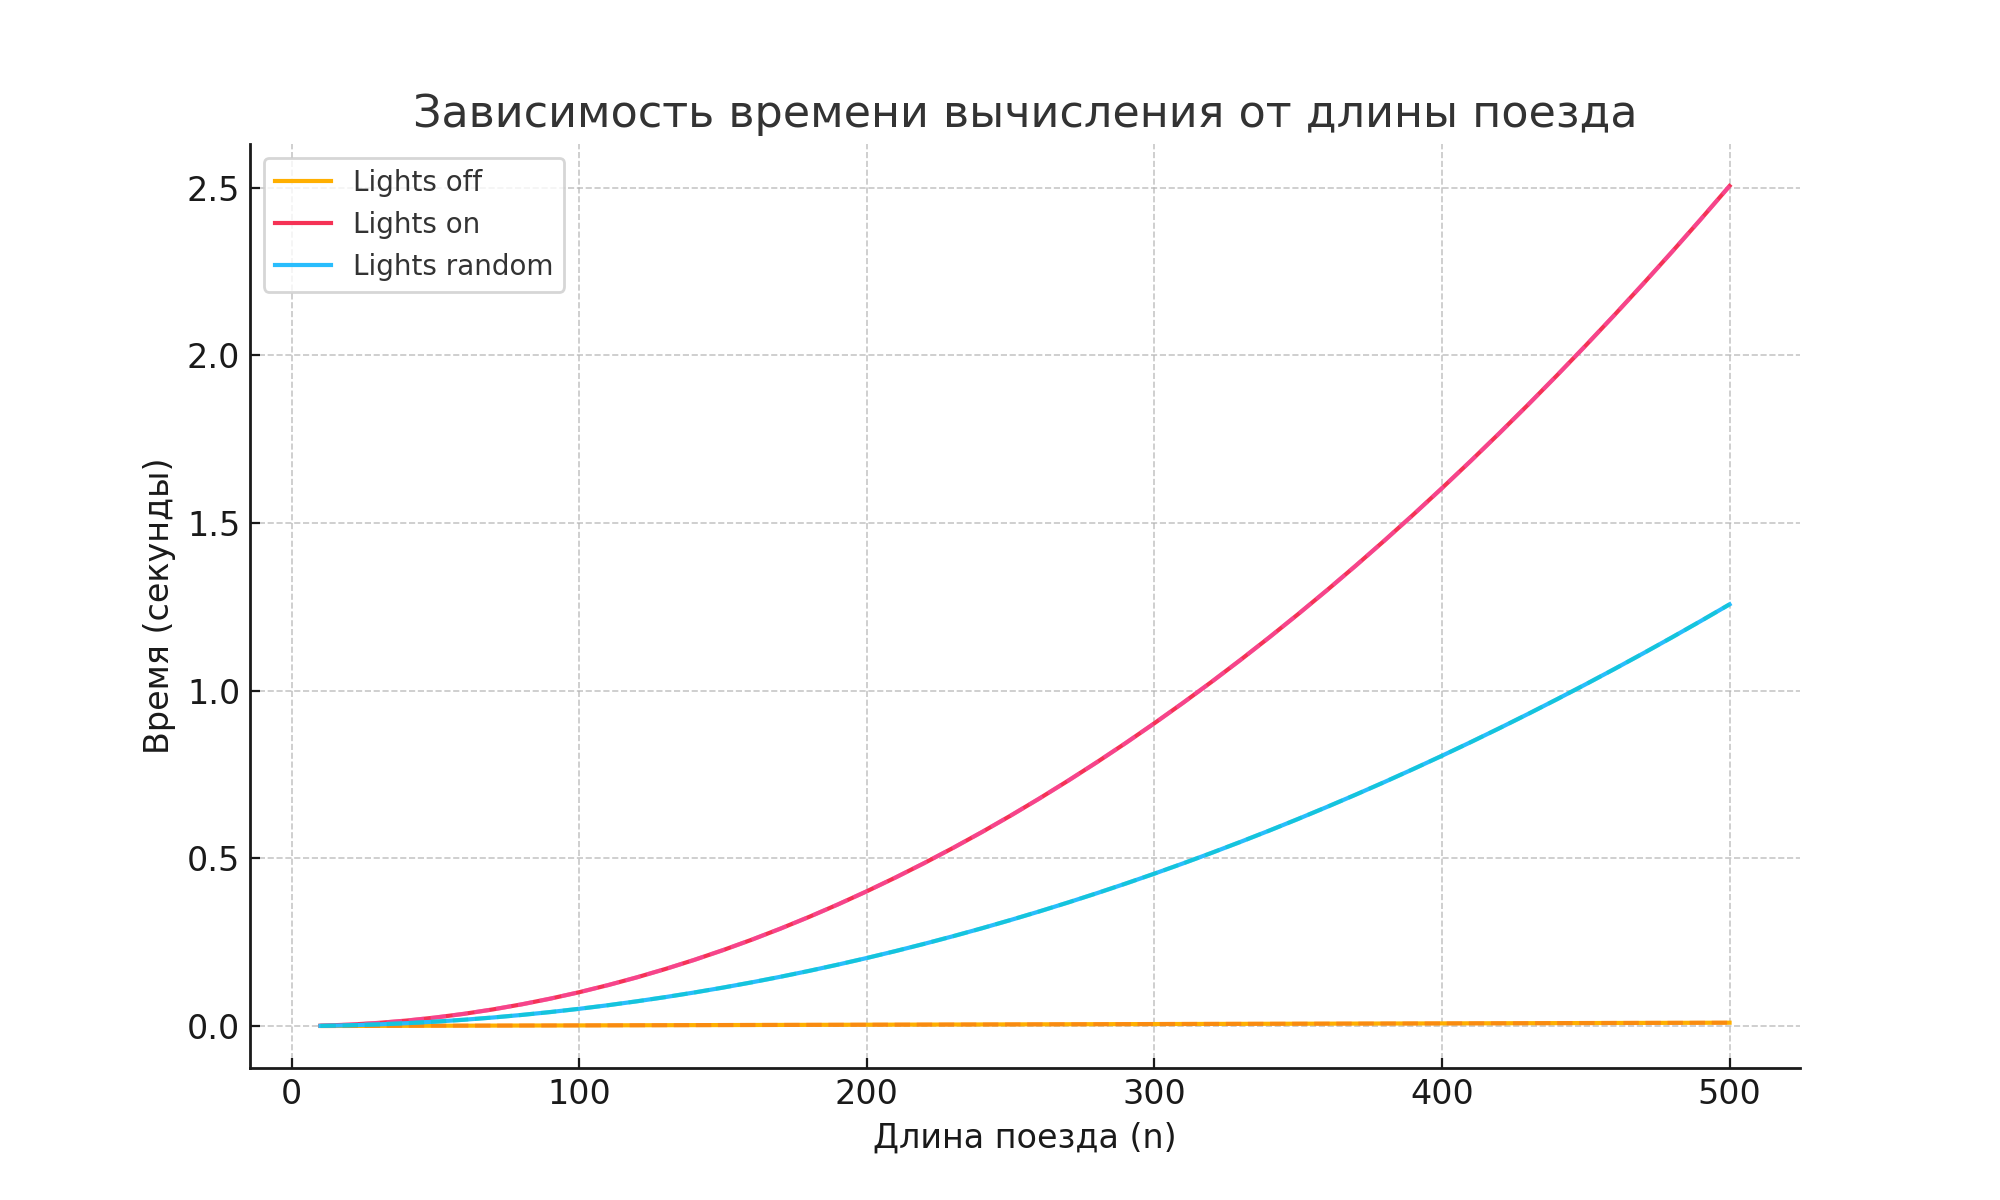 Зависимость времени вычисления от длины поезда
Lights off
Lights on
Lights random
2.5
2.0
1.5
1.0
0.5
0.0
Время (секунды)
0 100 200 300 400 500
Длина поезда (n)